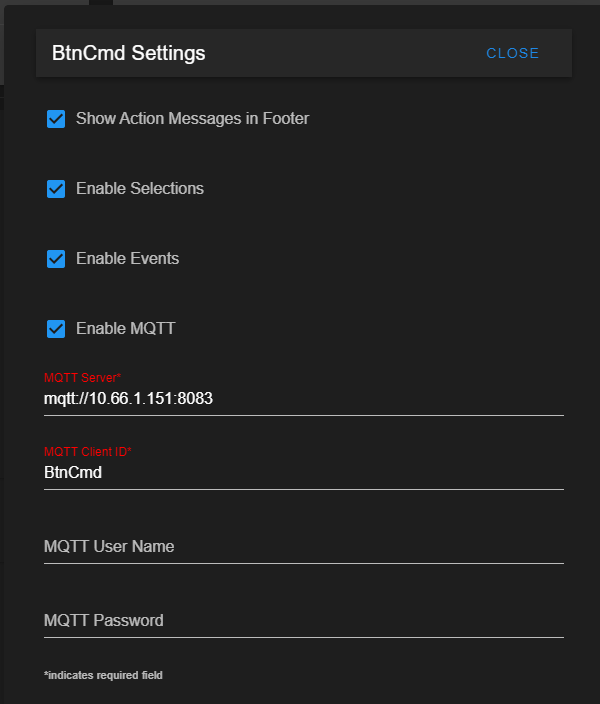 BtnCmd Settings
CLOSE
Show Action Messages in Footer
Enable Selections
Enable Events
Enable MQTT
MQTT Server*
mqtt://10.66.1.151:8083
MQTT Client ID*
BtnCmd
MQTT User Name
MQTT Password
*indicates required field